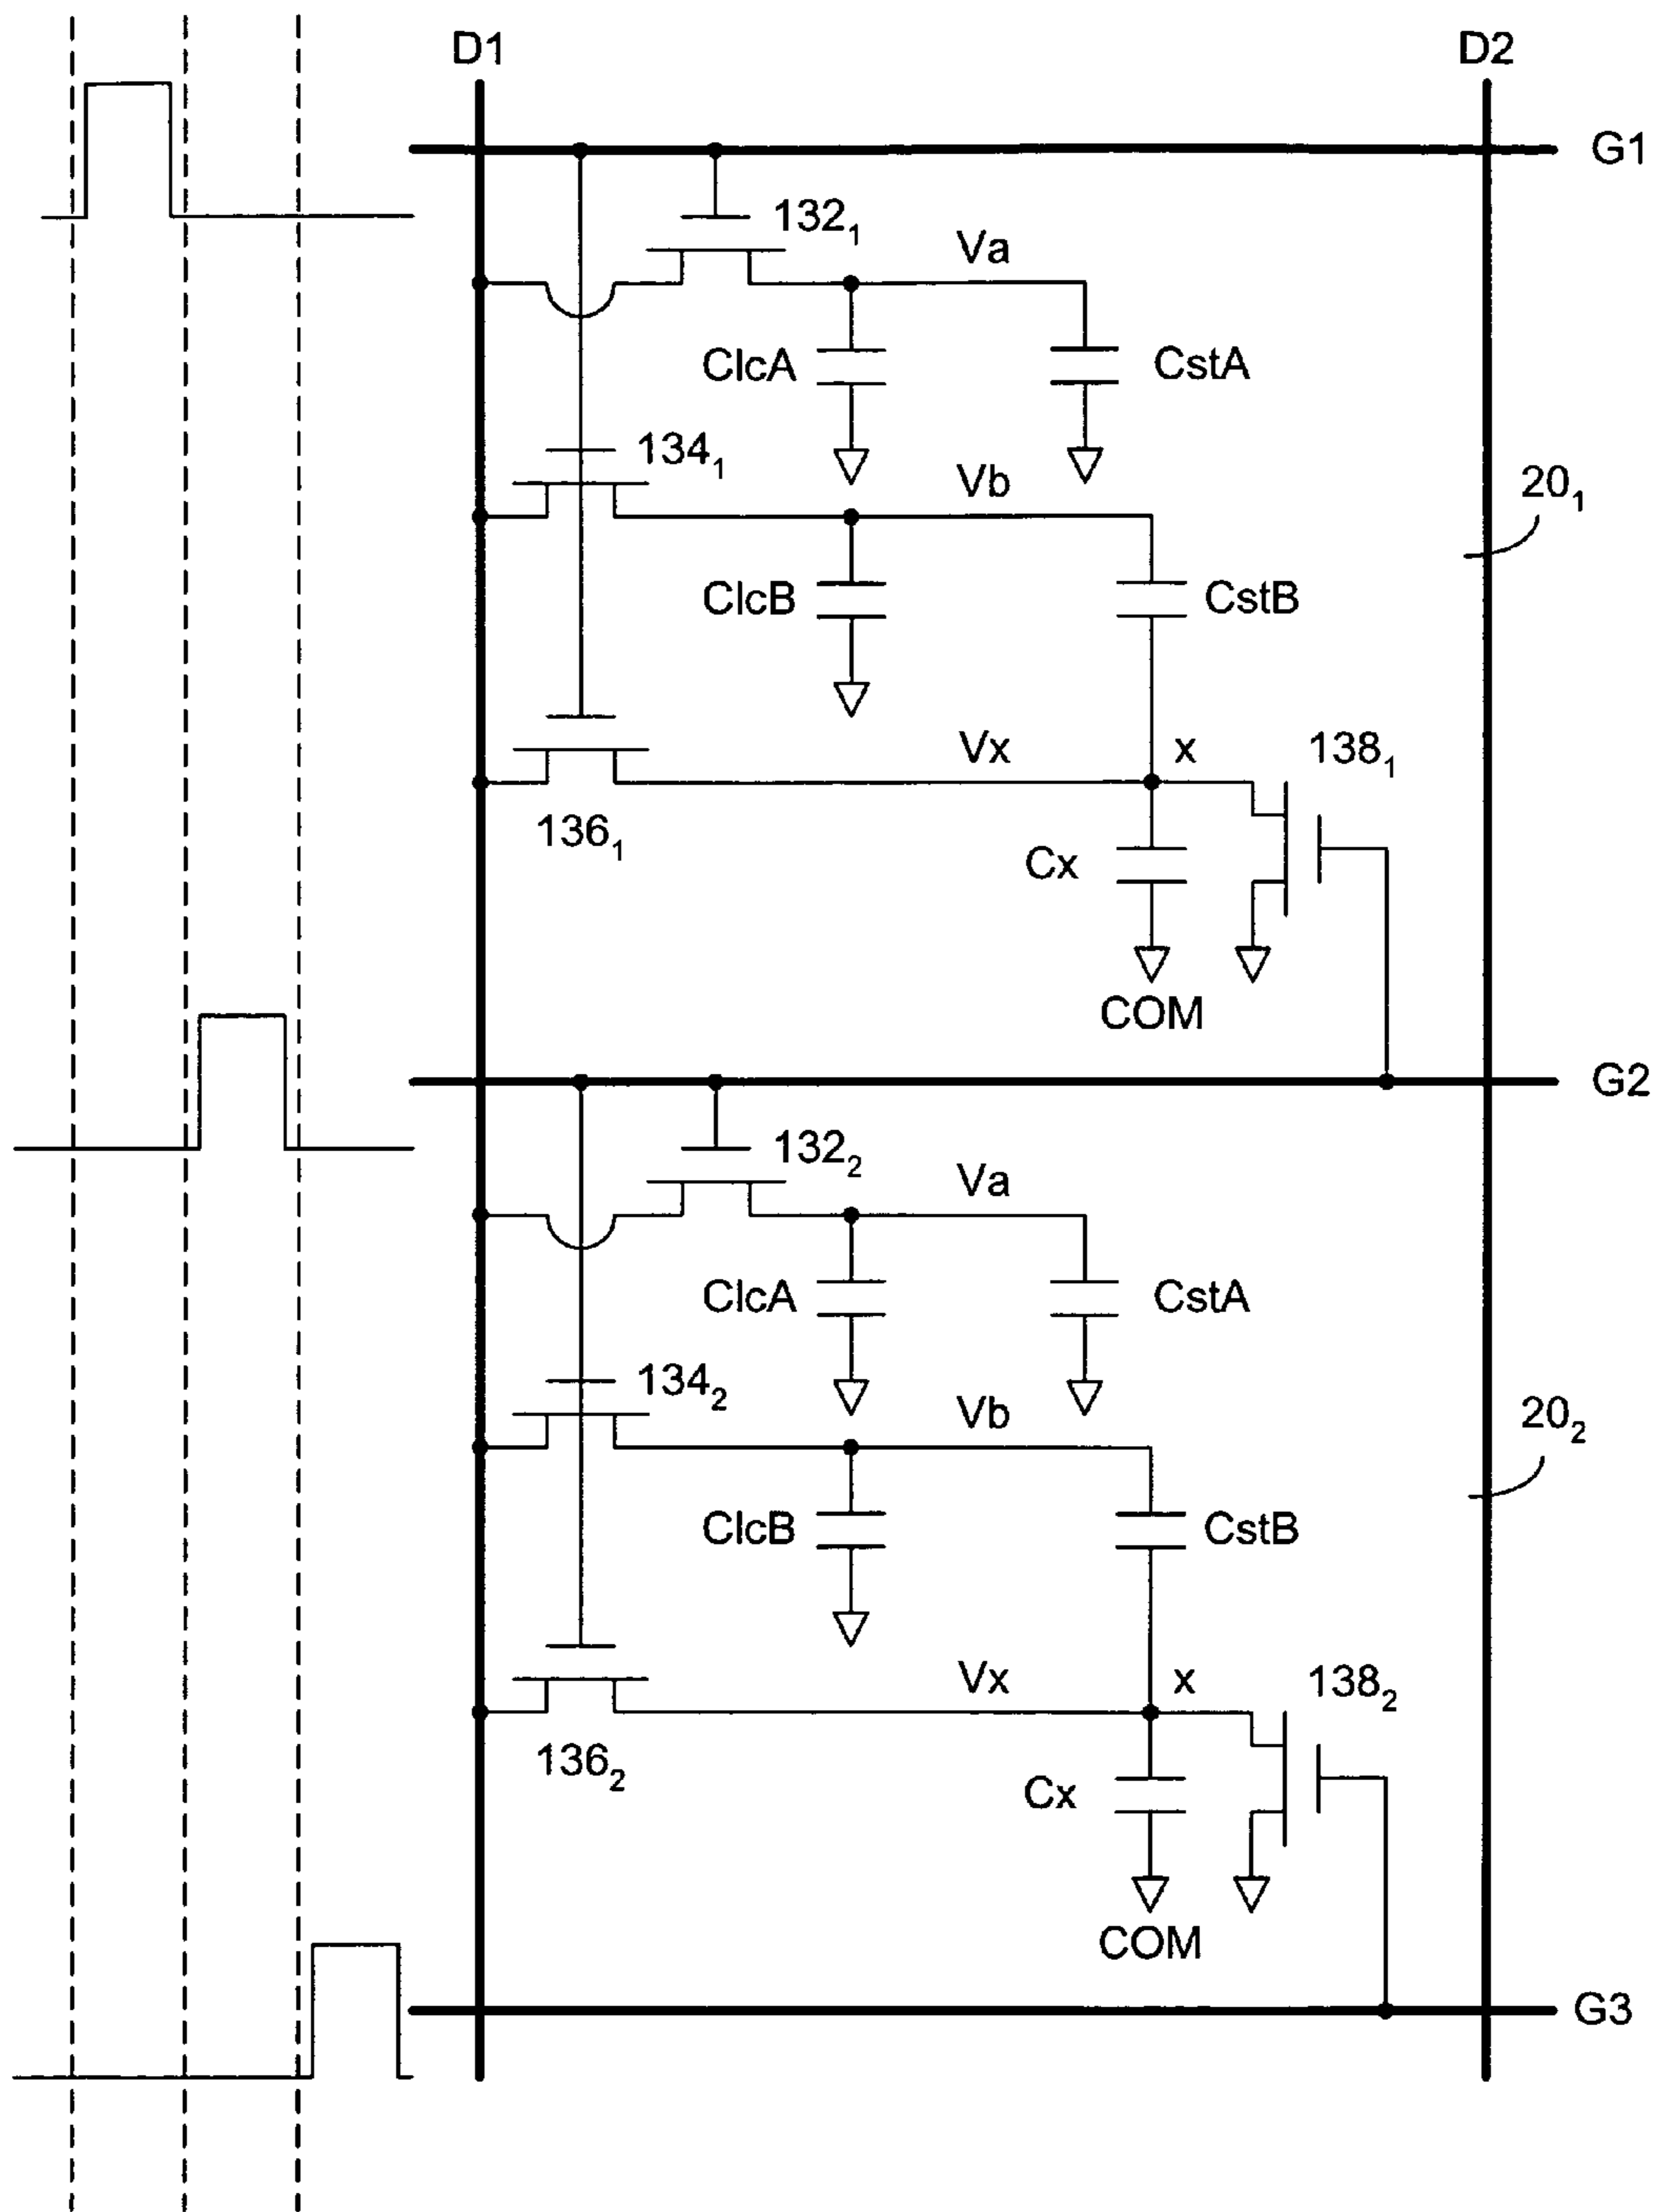 D1 D2
G1
132₁
Va
ClcA CstA
134₁
Vb
20₁
ClcB CstB
Vx x 138₁
136₁
Cx
COM
G2
132₂
Va
ClcA CstA
134₂
Vb
20₂
ClcB CstB
Vx x 138₂
136₂
Cx
COM
G3